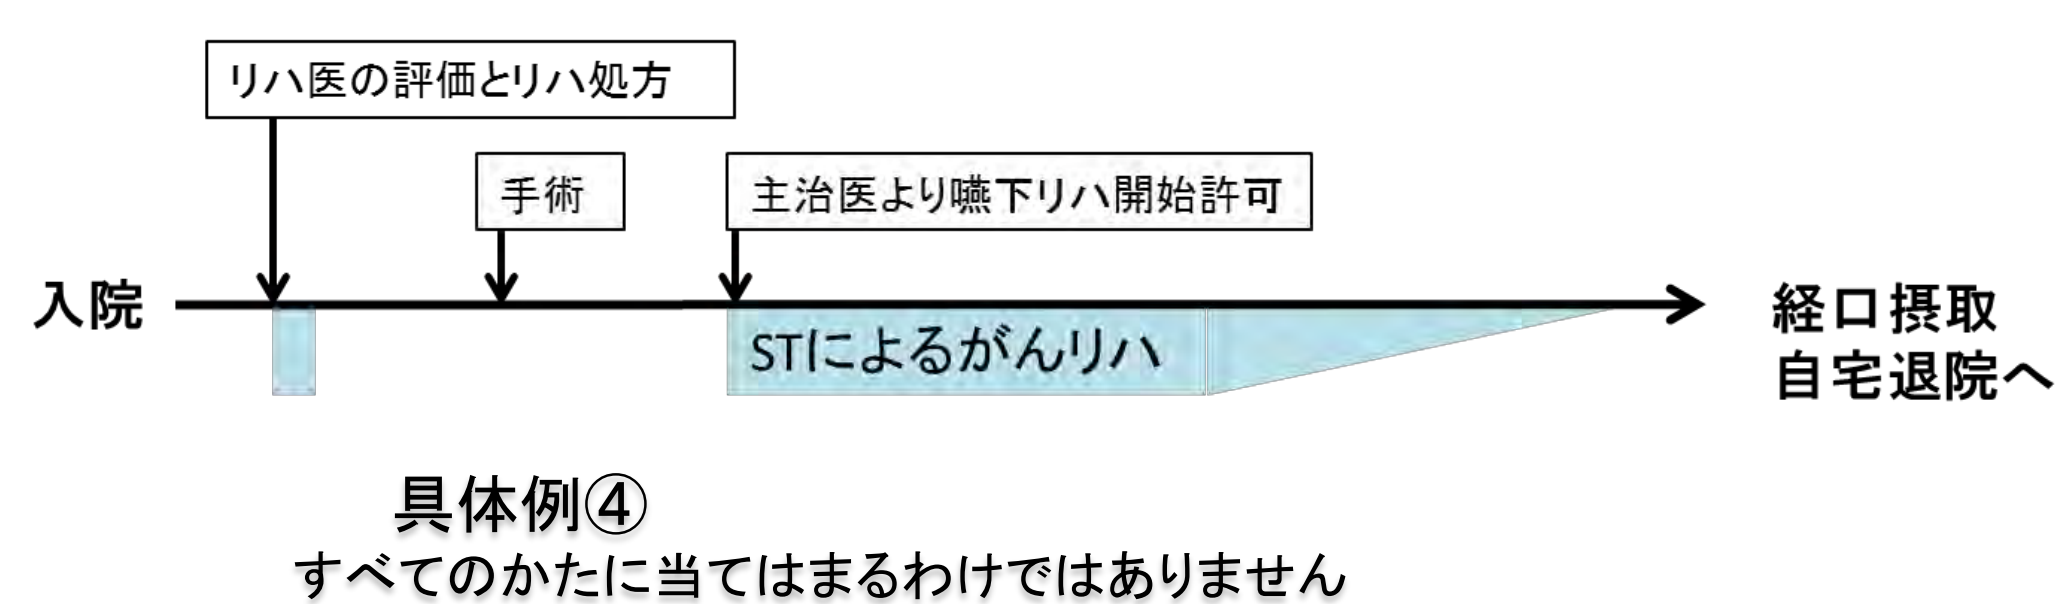 リハ医の評価とリハ処方
手術
主治医より嚥下リハ開始許可
入院
STによるがんリハ
経口摂取
自宅退院へ
具体例④
すべてのかたに当てはまるわけではありません